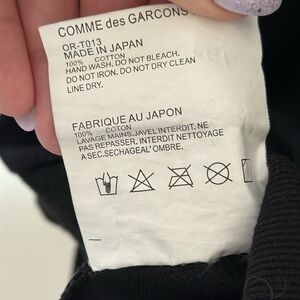 COMME des GARCONS
OR-T013
MADE IN JAPAN
100% COTTON
HAND WASH. DO NOT BLEACH.
DO NOT IRON. DO NOT DRY CLEAN
LINE DRY.
FABRIQUE AU JAPON
100% COTON
LAVAGE MAINS.JAVEL INTERDIT. NE
PAS REPASSER. INTERDIT NETTOYAGE
A SEC.SECHAGEAL' OMBRE.